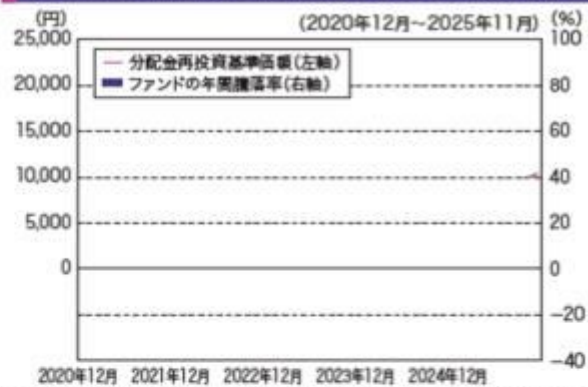 (円) (2020年12月～2025年11月) (%)
25,000 100
分配金再投資基準価額(左軸)
ファンドの年間騰落率(右軸)
20,000 80
15,000 60
10,000 40
5,000 20
0 0
−20
−40
2020年12月 2021年12月 2022年12月 2023年12月 2024年12月